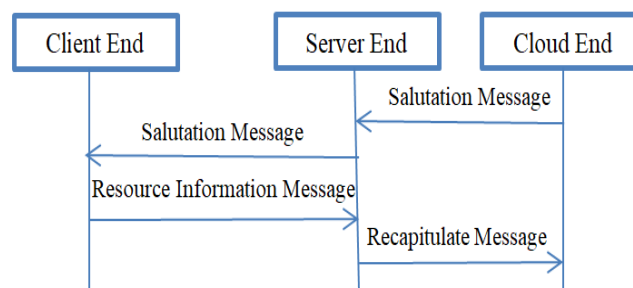 Client End
Server End
Cloud End
Salutation Message
Salutation Message
Resource Information Message
Recapitulate Message